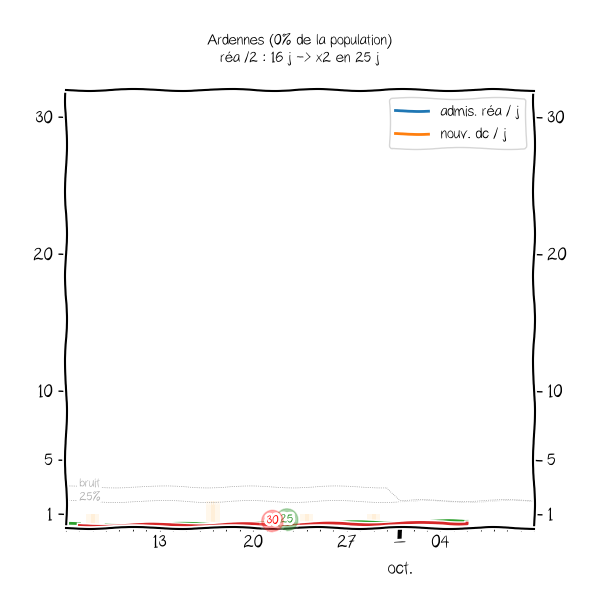 Ardennes (0% de la population)
réa /2 : 16 j -> x2 en 25 j
admis. réa / j
nouv. dc / j
30
30
20
20
10
10
5
5
bruit
25%
1
1
30
25
13
20
27
04
oct.